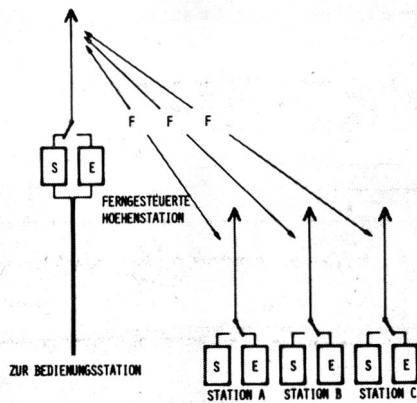 F F F
S E
FERNGESTEUERTE
HOEHENSTATION
ZUR BEDIENUNGSSTATION
S E S E S E
STATION A STATION B STATION C